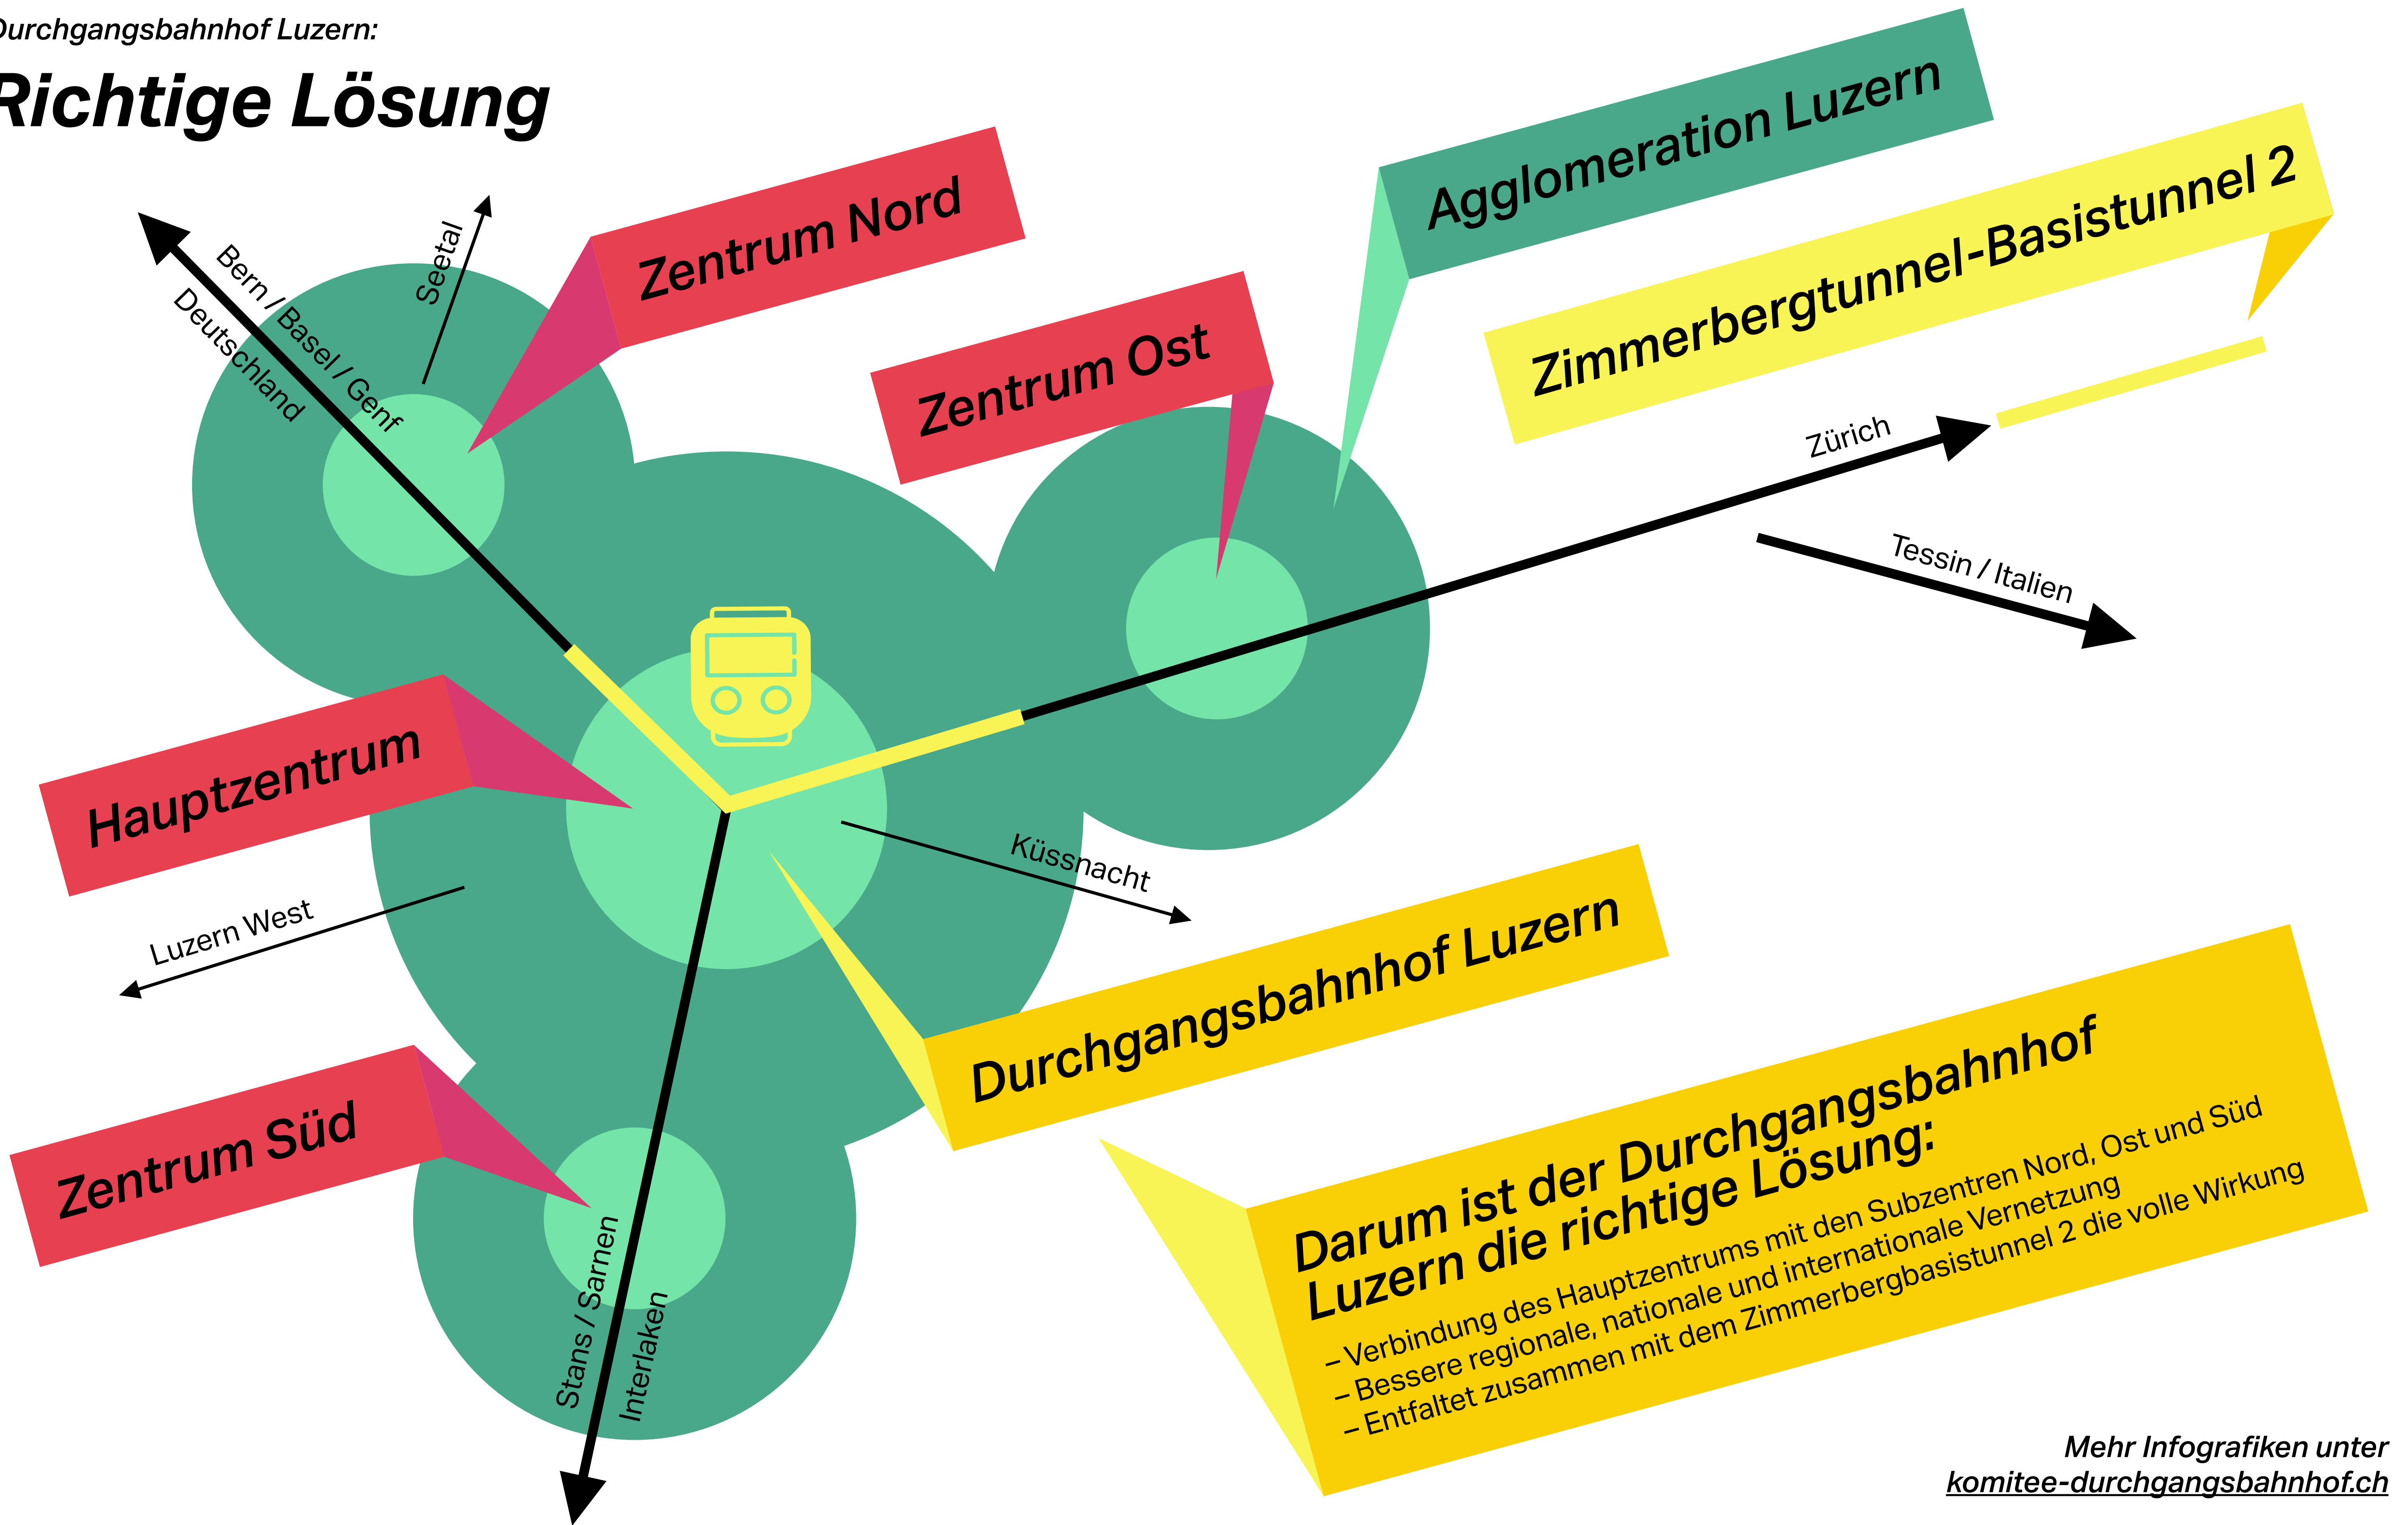 Durchgangsbahnhof Luzern:
Richtige Lösung
Agglomeration Luzern
Zentrum Nord
Zimmerbergtunnel-Basistunnel 2
Seetal
Bern / Basel / Genf
Deutschland
Zentrum Ost
Zürich
Tessin / Italien
Hauptzentrum
Küssnacht
Luzern West
Durchgangsbahnhof Luzern
Zentrum Süd
Stans / Sarnen
Interlaken
Darum ist der Durchgangsbahnhof
Luzern die richtige Lösung:
– Verbindung des Hauptzentrums mit den Subzentren Nord, Ost und Süd
– Bessere regionale, nationale und internationale Vernetzung
– Entfaltet zusammen mit dem Zimmerbergbasistunnel 2 die volle Wirkung
Mehr Infografiken unter
komitee-durchgangsbahnhof.ch